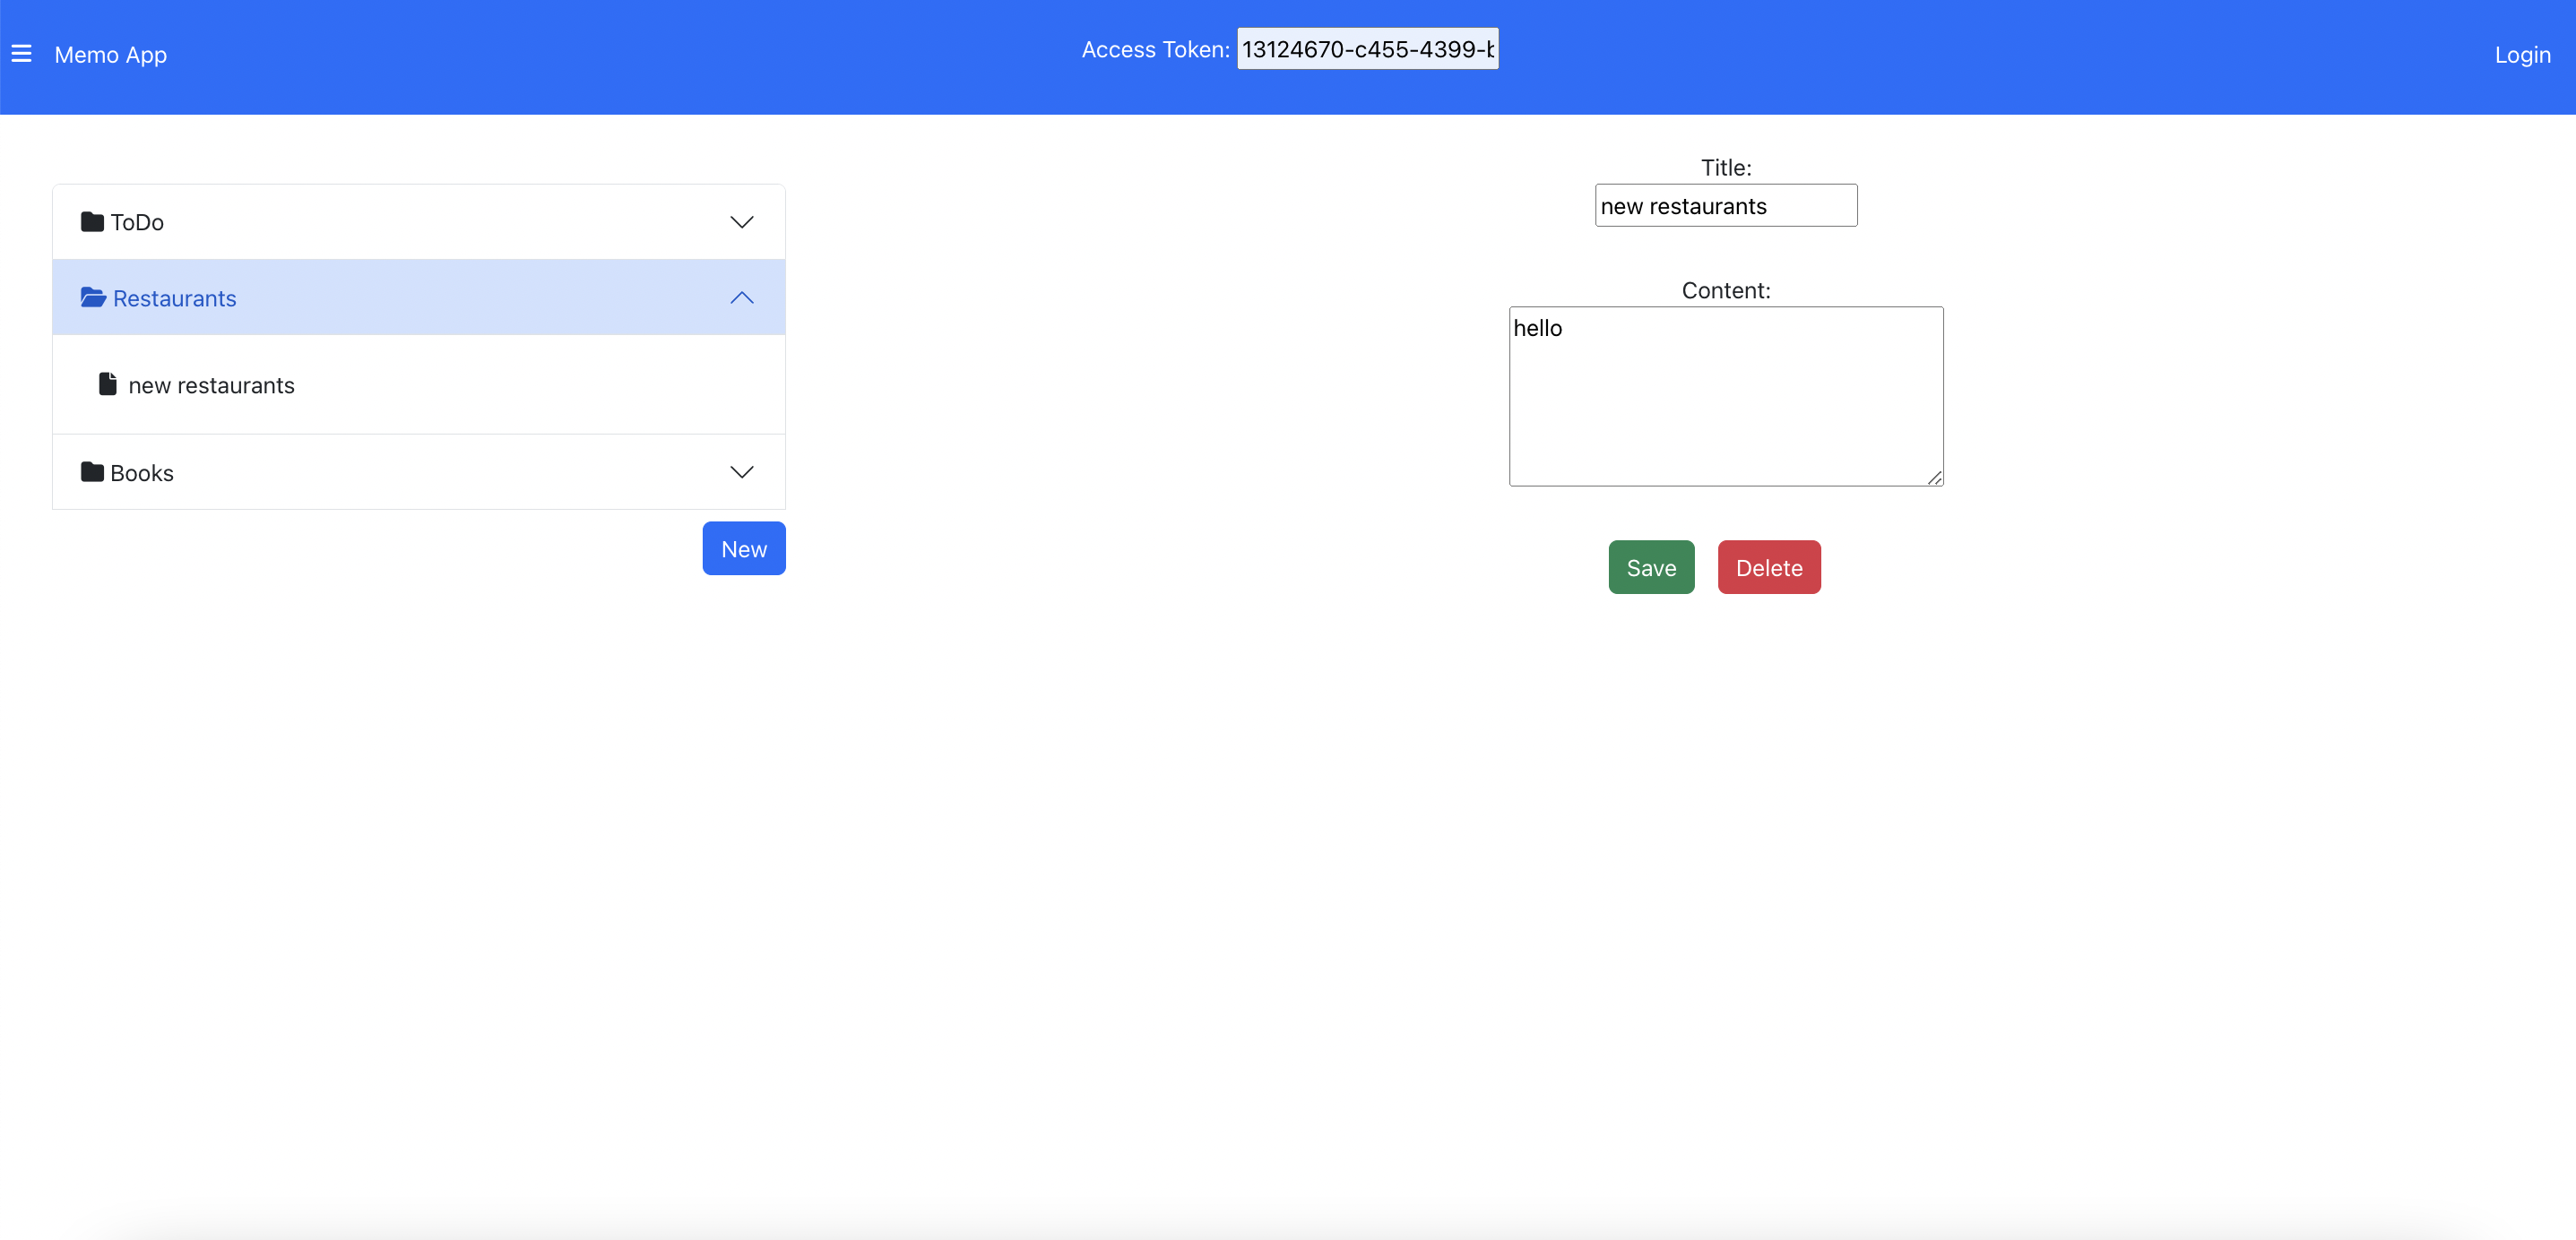 Memo App
Access Token: 13124670-c455-4399-b
Login
ToDo
Restaurants
new restaurants
Books
New
Title:
new restaurants
Content:
hello
Save
Delete